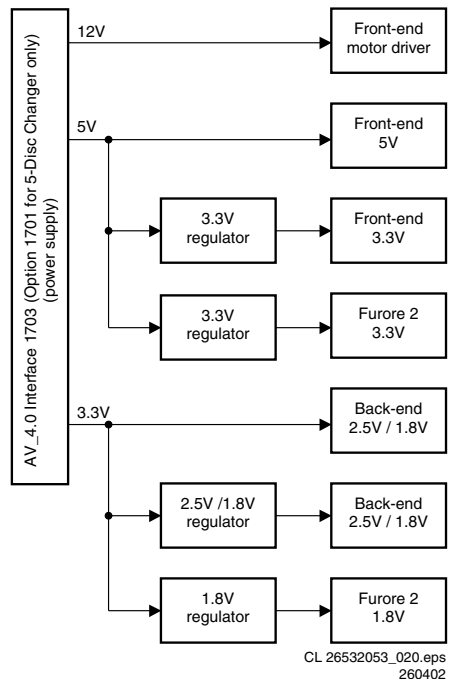 AV_4.0 Interface 1703 (Option 1701 for 5-Disc Changer only)
(power supply)
12V
Front-end
motor driver
5V
Front-end
5V
3.3V
regulator
Front-end
3.3V
3.3V
regulator
Furore 2
3.3V
3.3V
Back-end
2.5V / 1.8V
2.5V /1.8V
regulator
Back-end
2.5V / 1.8V
1.8V
regulator
Furore 2
1.8V
CL 26532053_020.eps
260402